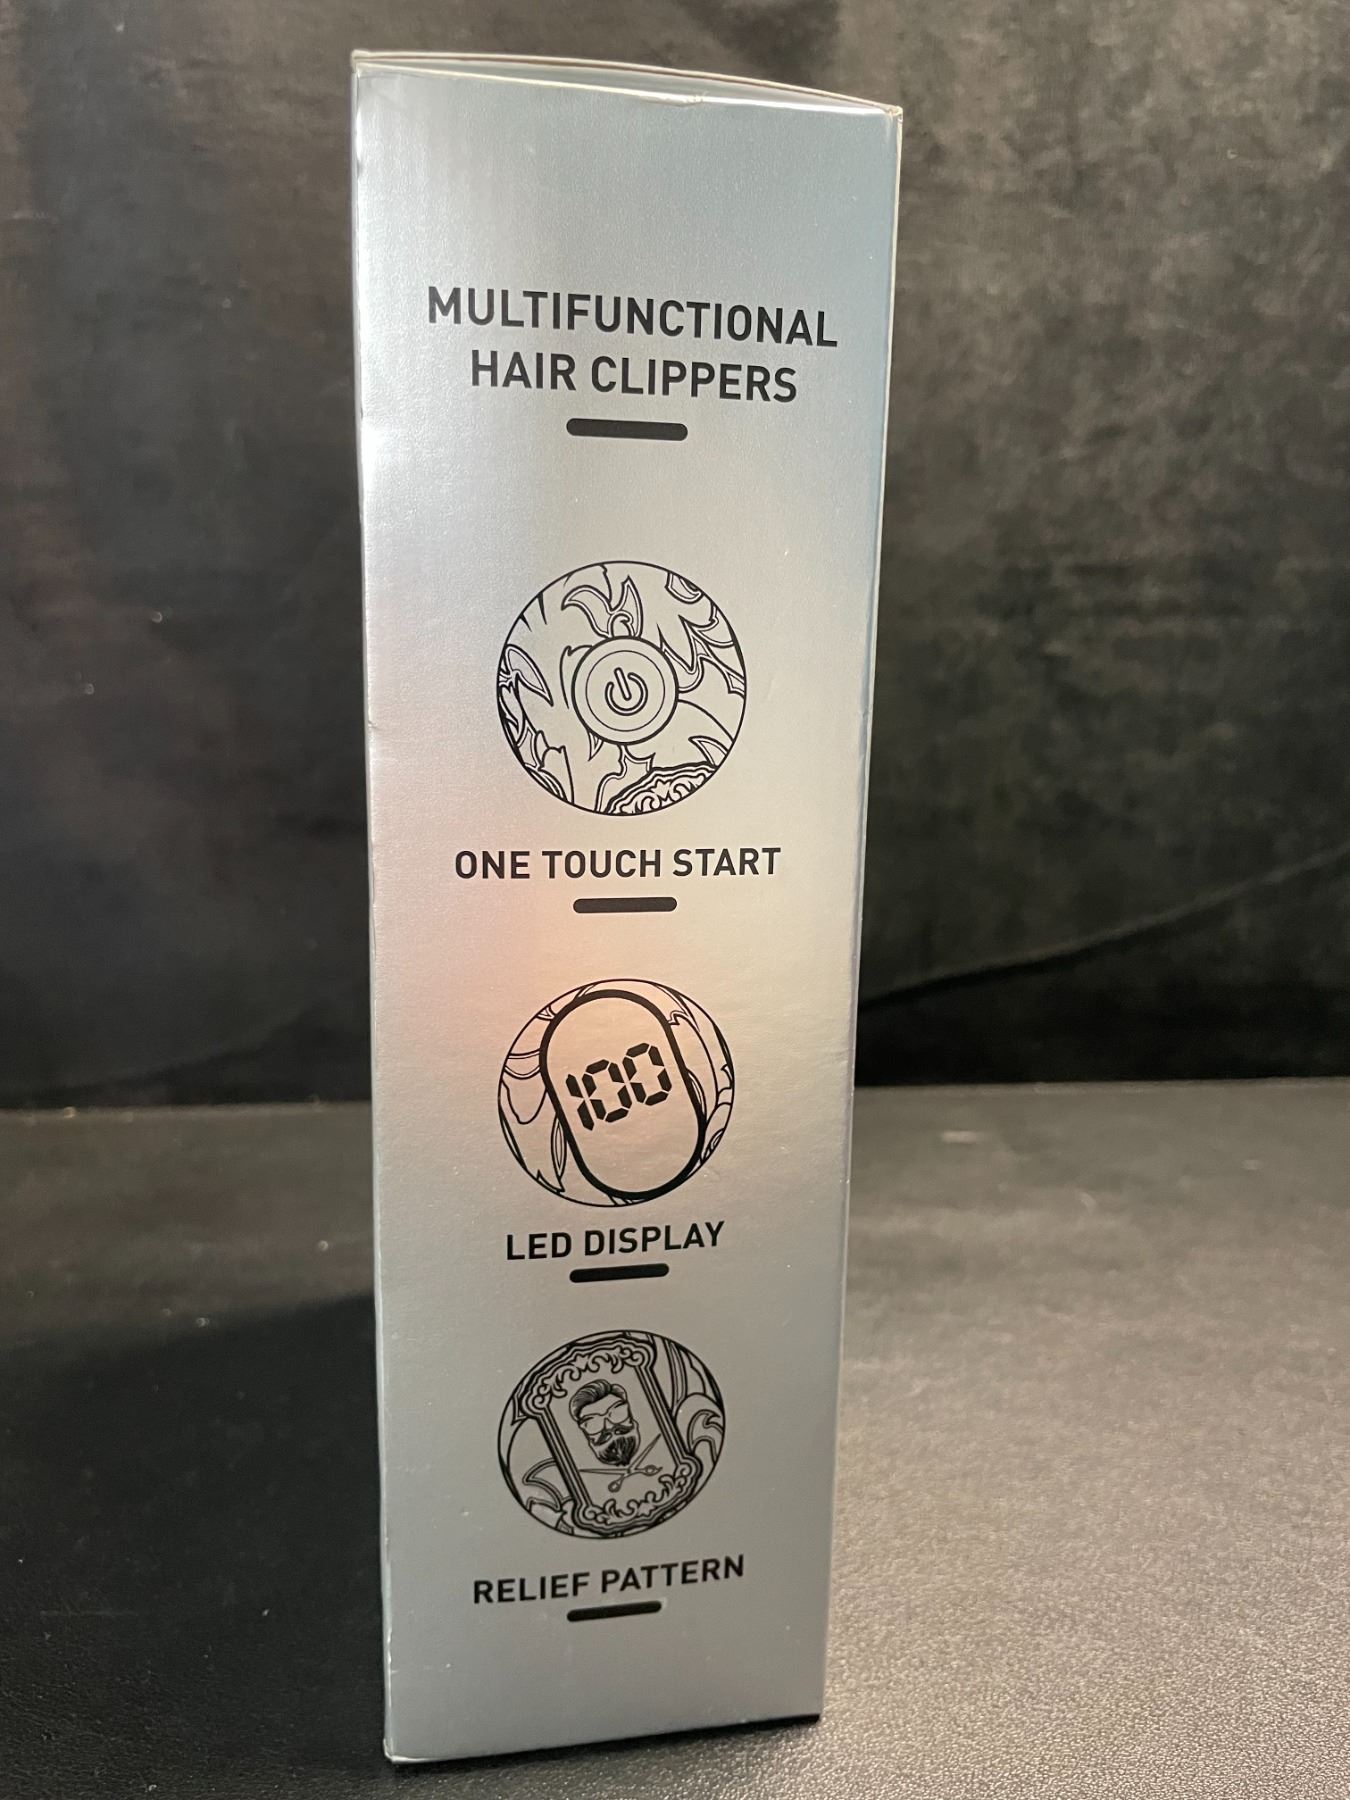 MULTIFUNCTIONAL
HAIR CLIPPERS
ONE TOUCH START
100
LED DISPLAY
RELIEF PATTERN